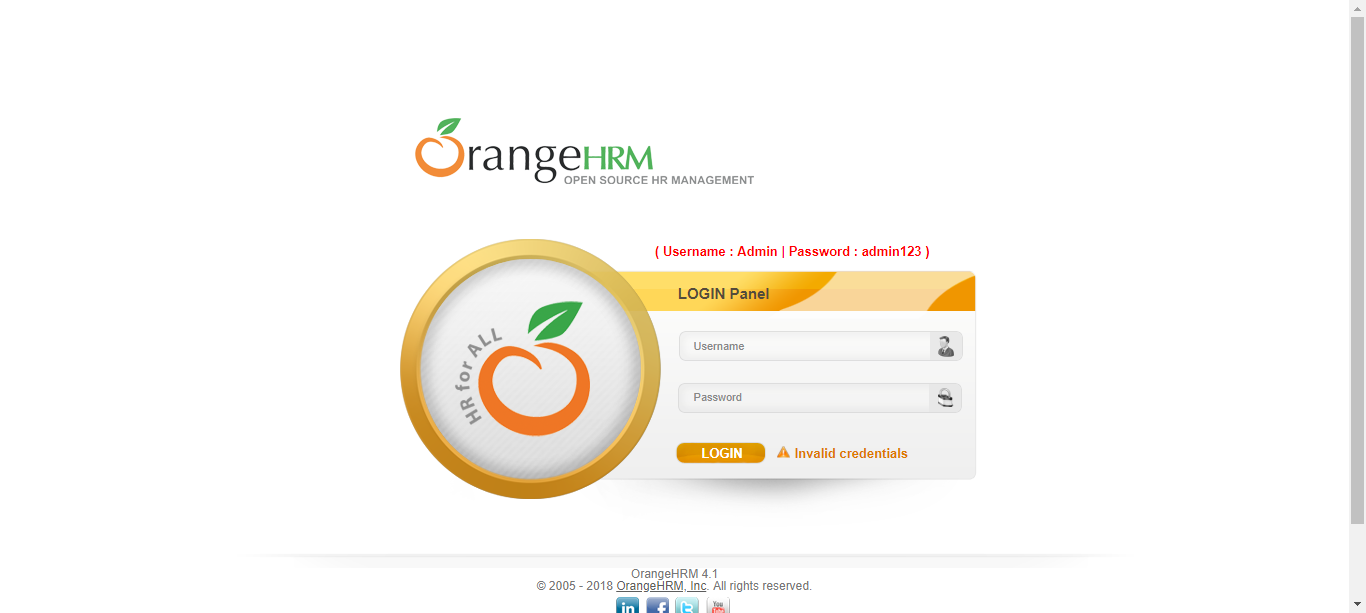 OrangeHRM
OPEN SOURCE HR MANAGEMENT
( Username : Admin | Password : admin123 )
LOGIN Panel
HR for ALL
Username
Password
LOGIN
Invalid credentials
OrangeHRM 4.1
© 2005 - 2018 OrangeHRM, Inc. All rights reserved.
in f t You